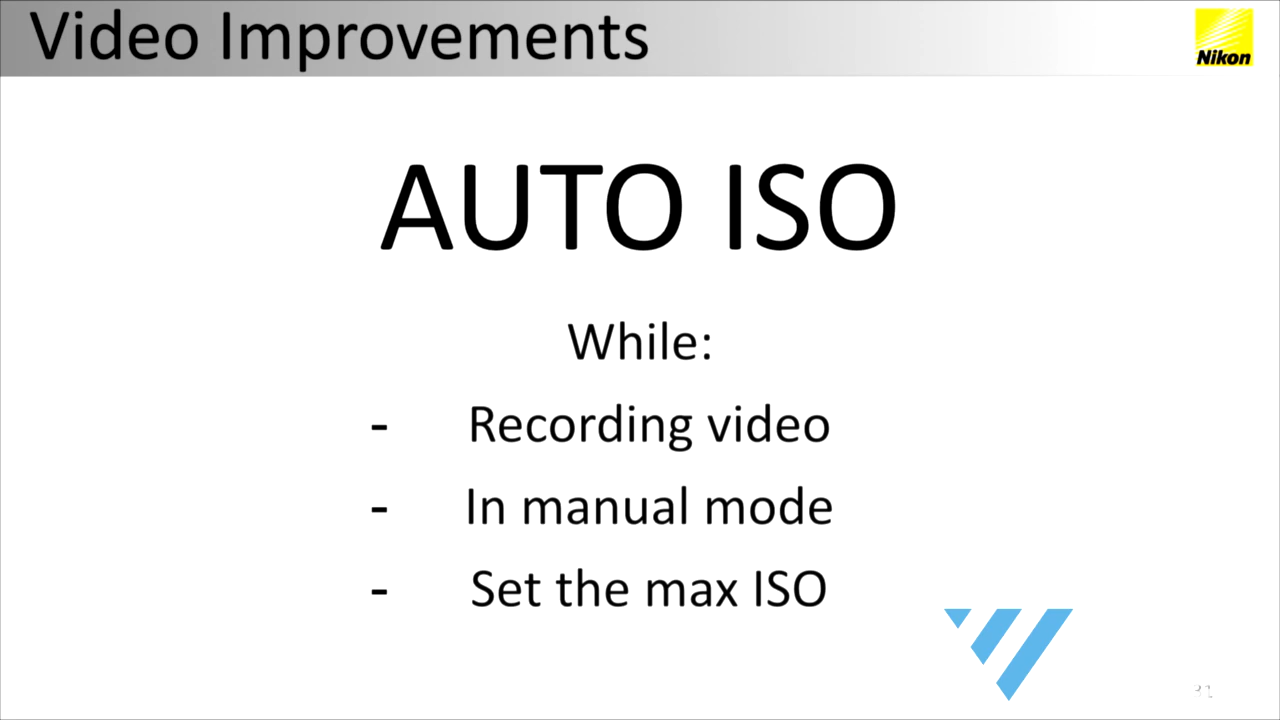 Video Improvements
Nikon
AUTO ISO
While:
- Recording video
- In manual mode
- Set the max ISO